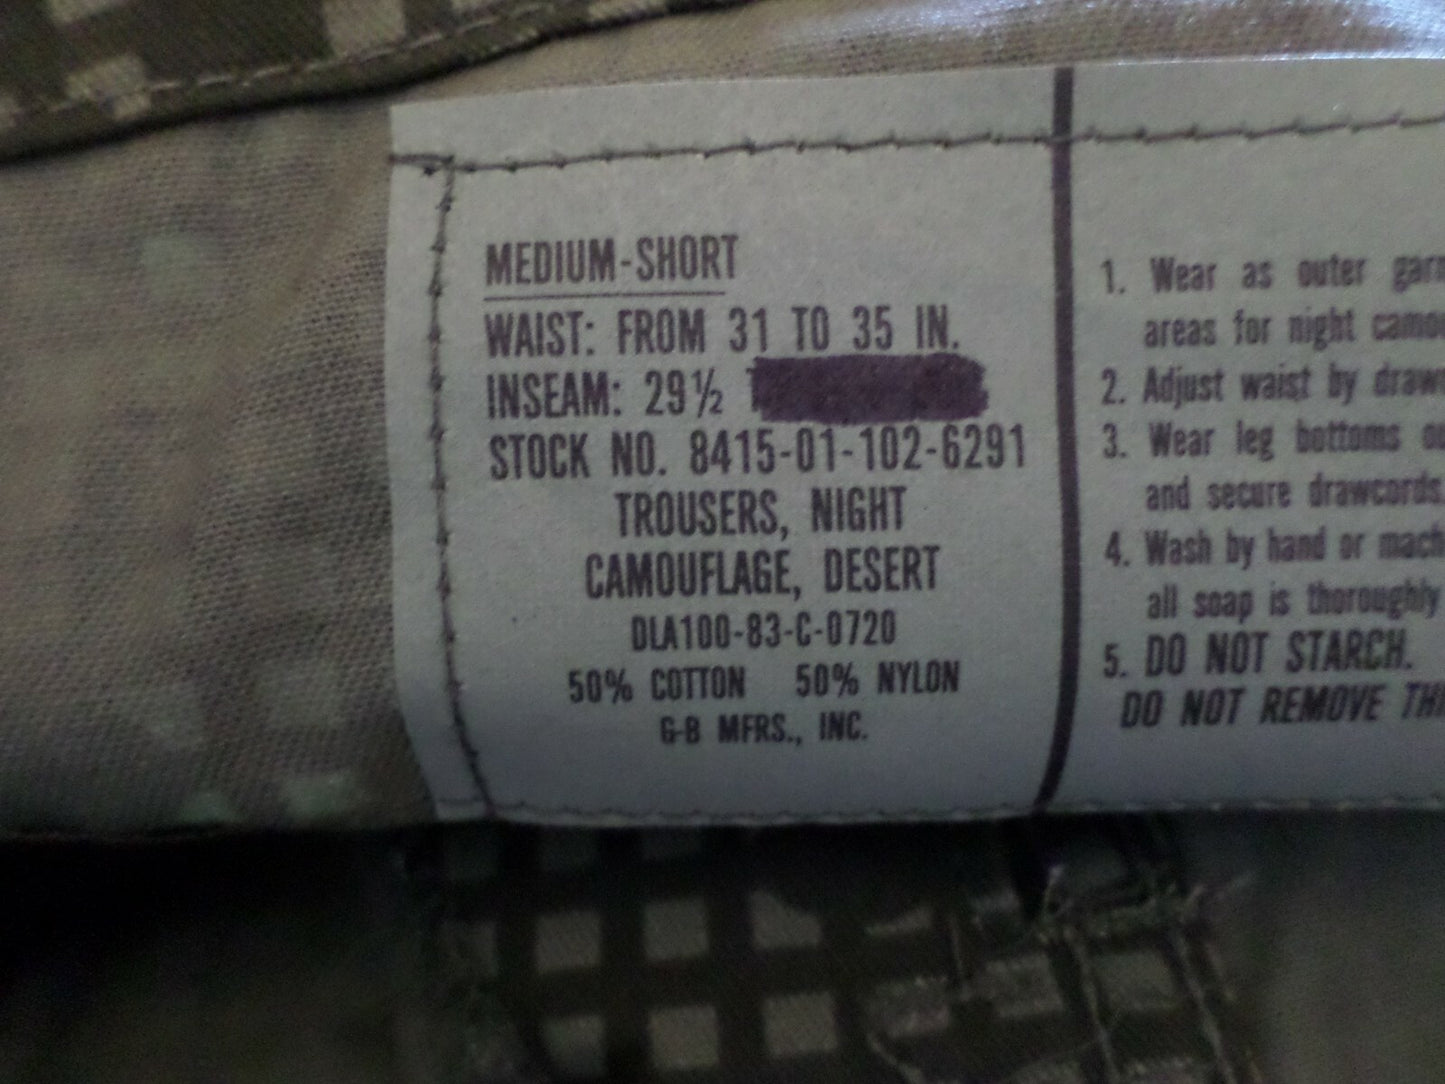 MEDIUM-SHORT
WAIST: FROM 31 TO 35 IN.
INSEAM: 29½
STOCK NO. 8415-01-102-6291
TROUSERS, NIGHT
CAMOUFLAGE, DESERT
DLA100-83-C-0720
50% COTTON 50% NYLON
G-B MFRS., INC.
1. Wear as outer
areas for night
2. Adjust waist by
3. Wear leg bottoms
and secure drawcords
4. Wash by hand or
all soap is thoroughly
5. DO NOT STARCH.
DO NOT REMOVE